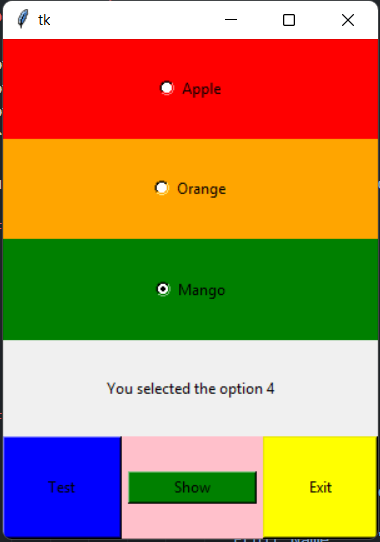 tk
Apple
Orange
Mango
You selected the option 4
Test Show Exit